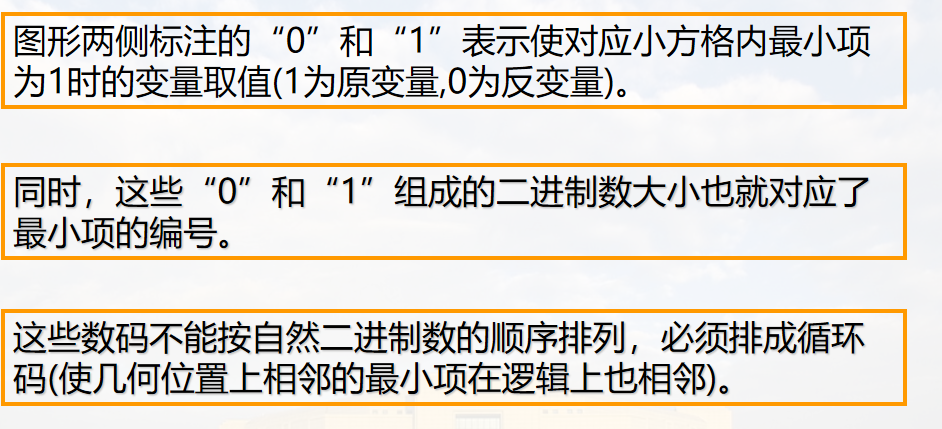 图形两侧标注的“0”和“1”表示使对应小方格内最小项
为1时的变量取值(1为原变量,0为反变量)。
同时，这些“0”和“1”组成的二进制数大小也就对应了
最小项的编号。
这些数码不能按自然二进制数的顺序排列，必须排成循环
码(使几何位置上相邻的最小项在逻辑上也相邻)。